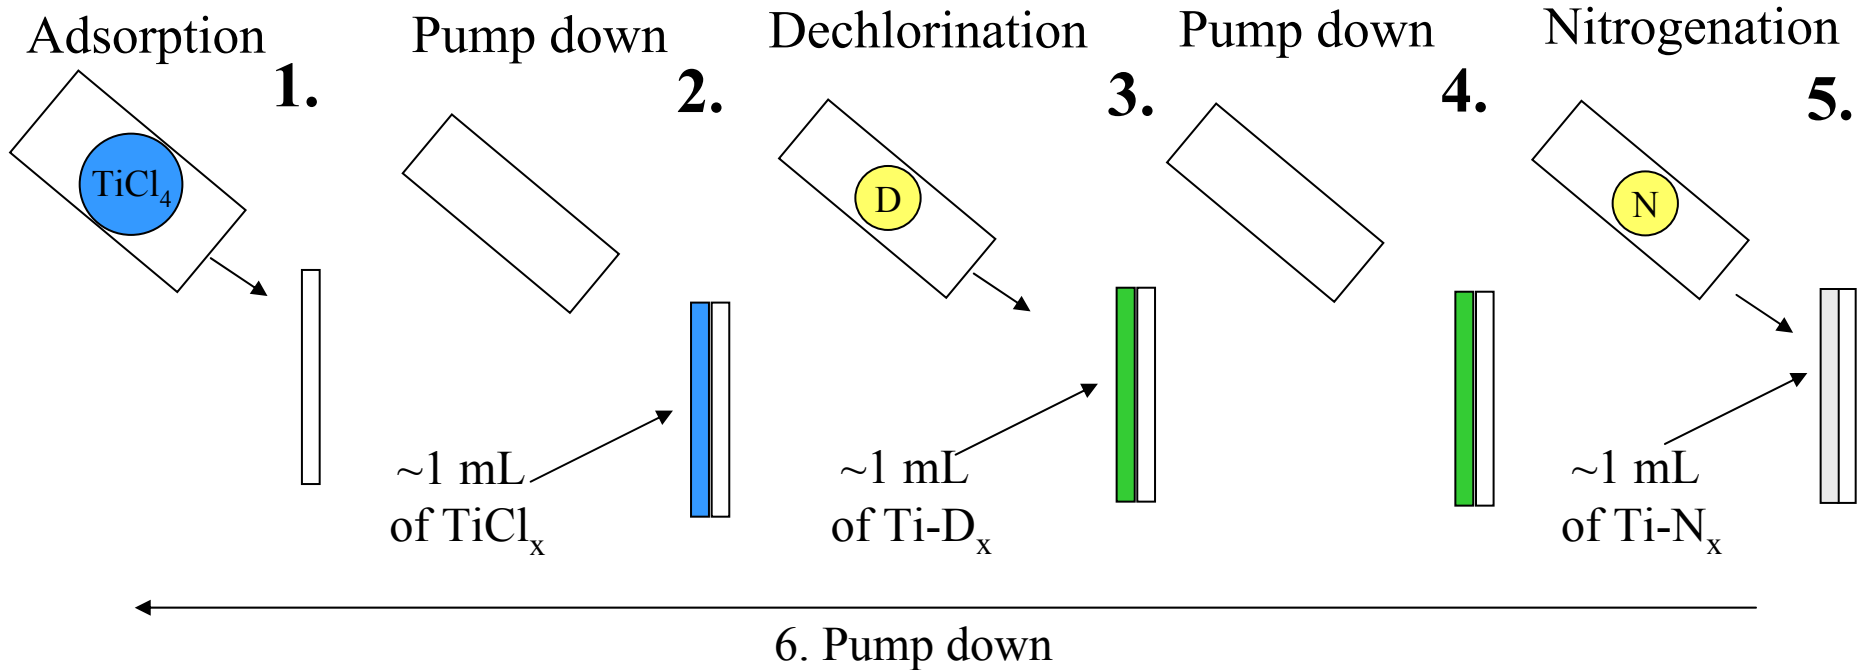 Adsorption
1.
TiCl₄
Pump down
2.
~1 mL
of TiClₓ
Dechlorination
3.
D
~1 mL
of Ti-Dₓ
Pump down
4.
Nitrogenation
5.
N
~1 mL
of Ti-Nₓ
6. Pump down